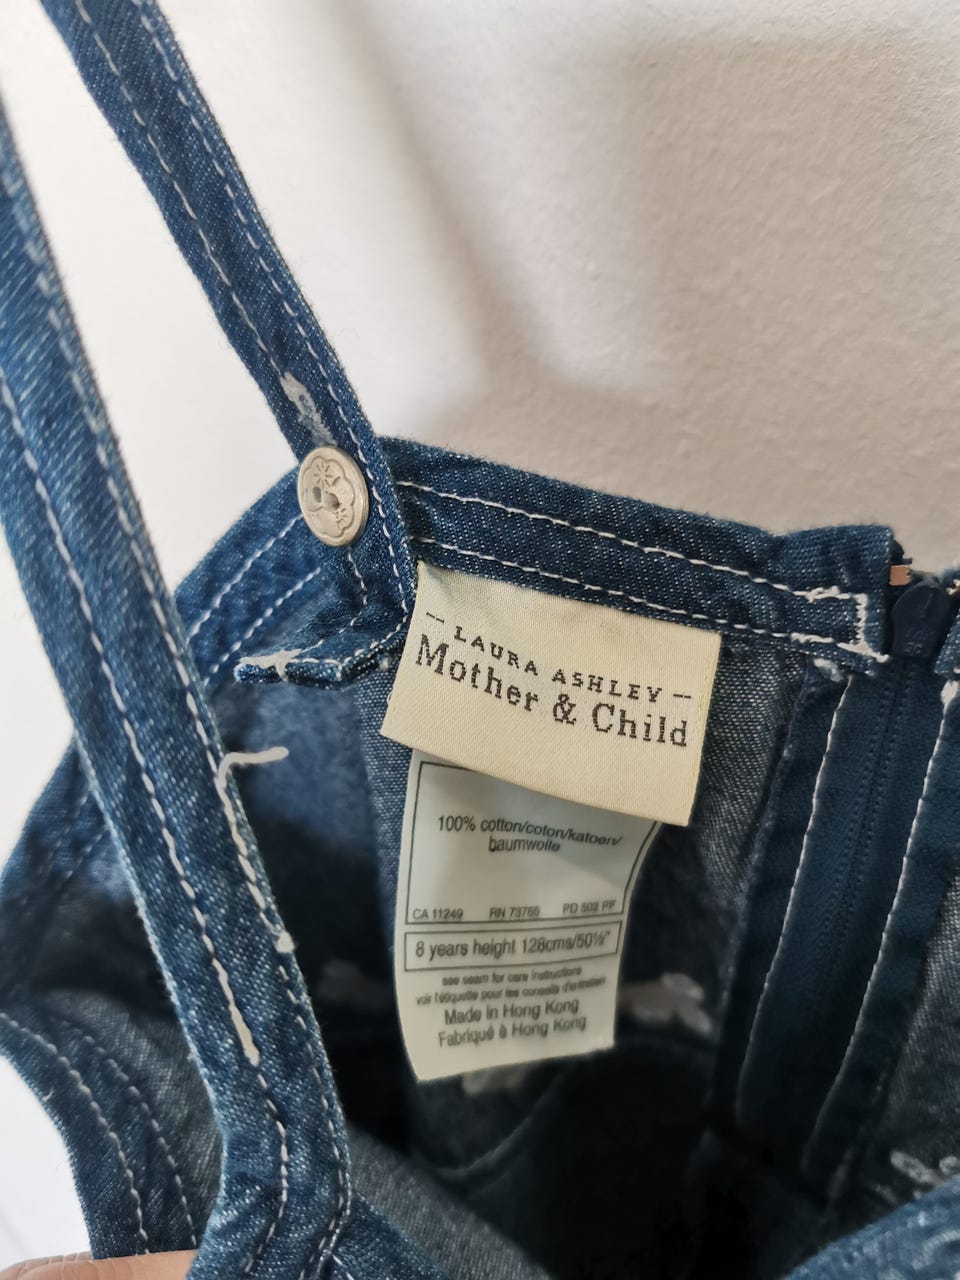 LAURA ASHLEY
Mother & Child
100% cotton/coton/katoen/
baumwolle
CA 11249 RN 73765 PD 502 PP
8 years height 128cms/50½"
see seam for care instructions
voir l'étiquette pour les conseils d'entretien
Made in Hong Kong
Fabriqué à Hong Kong